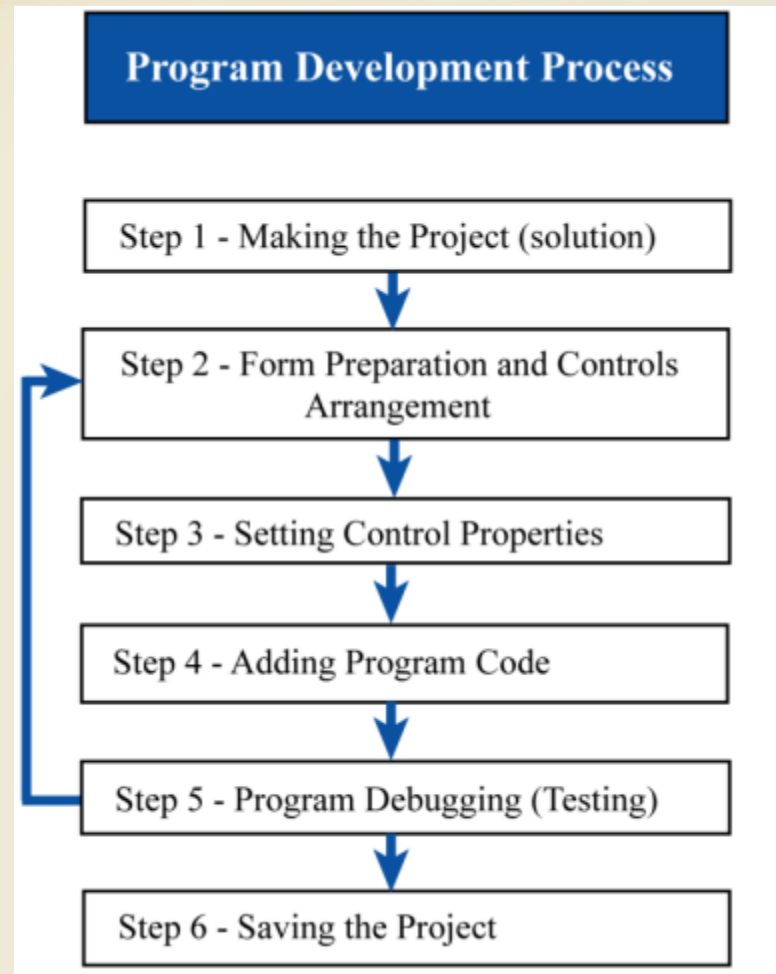 Program Development Process
Step 1 - Making the Project (solution)
Step 2 - Form Preparation and Controls
Arrangement
Step 3 - Setting Control Properties
Step 4 - Adding Program Code
Step 5 - Program Debugging (Testing)
Step 6 - Saving the Project